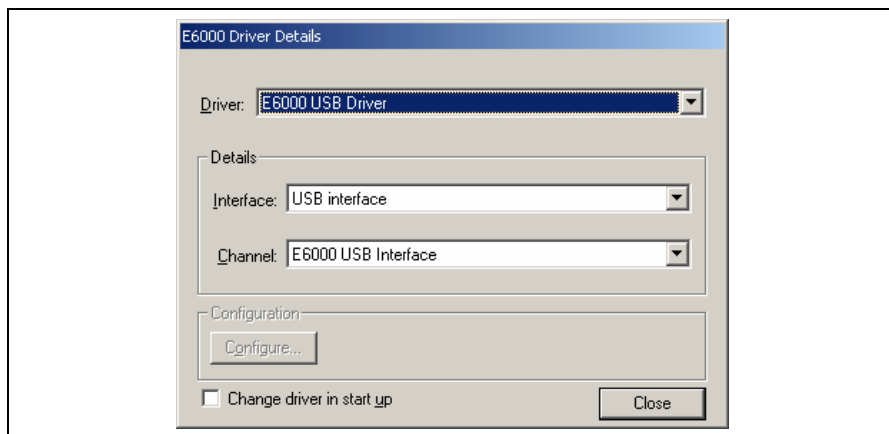 E6000 Driver Details
Driver: E6000 USB Driver
Details
Interface: USB interface
Channel: E6000 USB Interface
Configuration
Configure...
Change driver in start up
Close